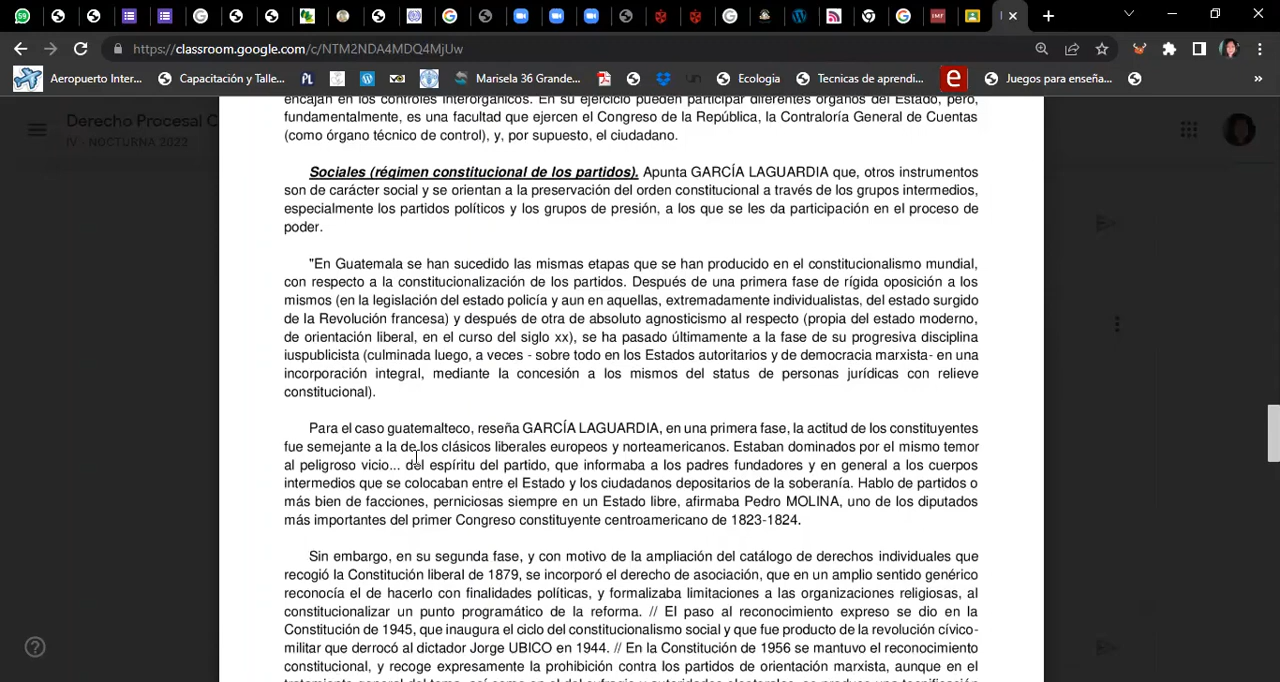 https://classroom.google.com/c/NTM2NDA4MDQ4MjUw
Aeropuerto Inter...
Capacitación y Talle...
Marisela 36 Grande...
Ecologia
Tecnicas de aprendi...
Juegos para enseña...
Derecho Procesal C
IV - NOCTURNA 2022
encajan en los controles interorgánicos. En su ejercicio pueden participar diferentes órganos del Estado, pero,
fundamentalmente, es una facultad que ejercen el Congreso de la República, la Contraloría General de Cuentas
(como órgano técnico de control), y, por supuesto, el ciudadano.
Sociales (régimen constitucional de los partidos). Apunta GARCÍA LAGUARDIA que, otros instrumentos
son de carácter social y se orientan a la preservación del orden constitucional a través de los grupos intermedios,
especialmente los partidos políticos y los grupos de presión, a los que se les da participación en el proceso de
poder.
"En Guatemala se han sucedido las mismas etapas que se han producido en el constitucionalismo mundial,
con respecto a la constitucionalización de los partidos. Después de una primera fase de rígida oposición a los
mismos (en la legislación del estado policía y aun en aquellas, extremadamente individualistas, del estado surgido
de la Revolución francesa) y después de otra de absoluto agnosticismo al respecto (propia del estado moderno,
de orientación liberal, en el curso del siglo xx), se ha pasado últimamente a la fase de su progresiva disciplina
iuspublicista (culminada luego, a veces - sobre todo en los Estados autoritarios y de democracia marxista- en una
incorporación integral, mediante la concesión a los mismos del status de personas jurídicas con relieve
constitucional).
Para el caso guatemalteco, reseña GARCÍA LAGUARDIA, en una primera fase, la actitud de los constituyentes
fue semejante a la de los clásicos liberales europeos y norteamericanos. Estaban dominados por el mismo temor
al peligroso vicio... del espíritu del partido, que informaba a los padres fundadores y en general a los cuerpos
intermedios que se colocaban entre el Estado y los ciudadanos depositarios de la soberanía. Hablo de partidos o
más bien de facciones, perniciosas siempre en un Estado libre, afirmaba Pedro MOLINA, uno de los diputados
más importantes del primer Congreso constituyente centroamericano de 1823-1824.
Sin embargo, en su segunda fase, y con motivo de la ampliación del catálogo de derechos individuales que
recogió la Constitución liberal de 1879, se incorporó el derecho de asociación, que en un amplio sentido genérico
reconocía el de hacerlo con finalidades políticas, y formalizaba limitaciones a las organizaciones religiosas, al
constitucionalizar un punto programático de la reforma. // El paso al reconocimiento expreso se dio en la
Constitución de 1945, que inaugura el ciclo del constitucionalismo social y que fue producto de la revolución cívico-
militar que derrocó al dictador Jorge UBICO en 1944. // En la Constitución de 1956 se mantuvo el reconocimiento
constitucional, y recoge expresamente la prohibición contra los partidos de orientación marxista, aunque en el